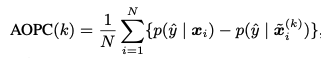 AOPC(k) = \frac{1}{N} \sum_{i=1}^{N} \{ p(\hat{y} \mid \boldsymbol{x}_i) - p(\hat{y} \mid \tilde{\boldsymbol{x}}_i^{(k)}) \},